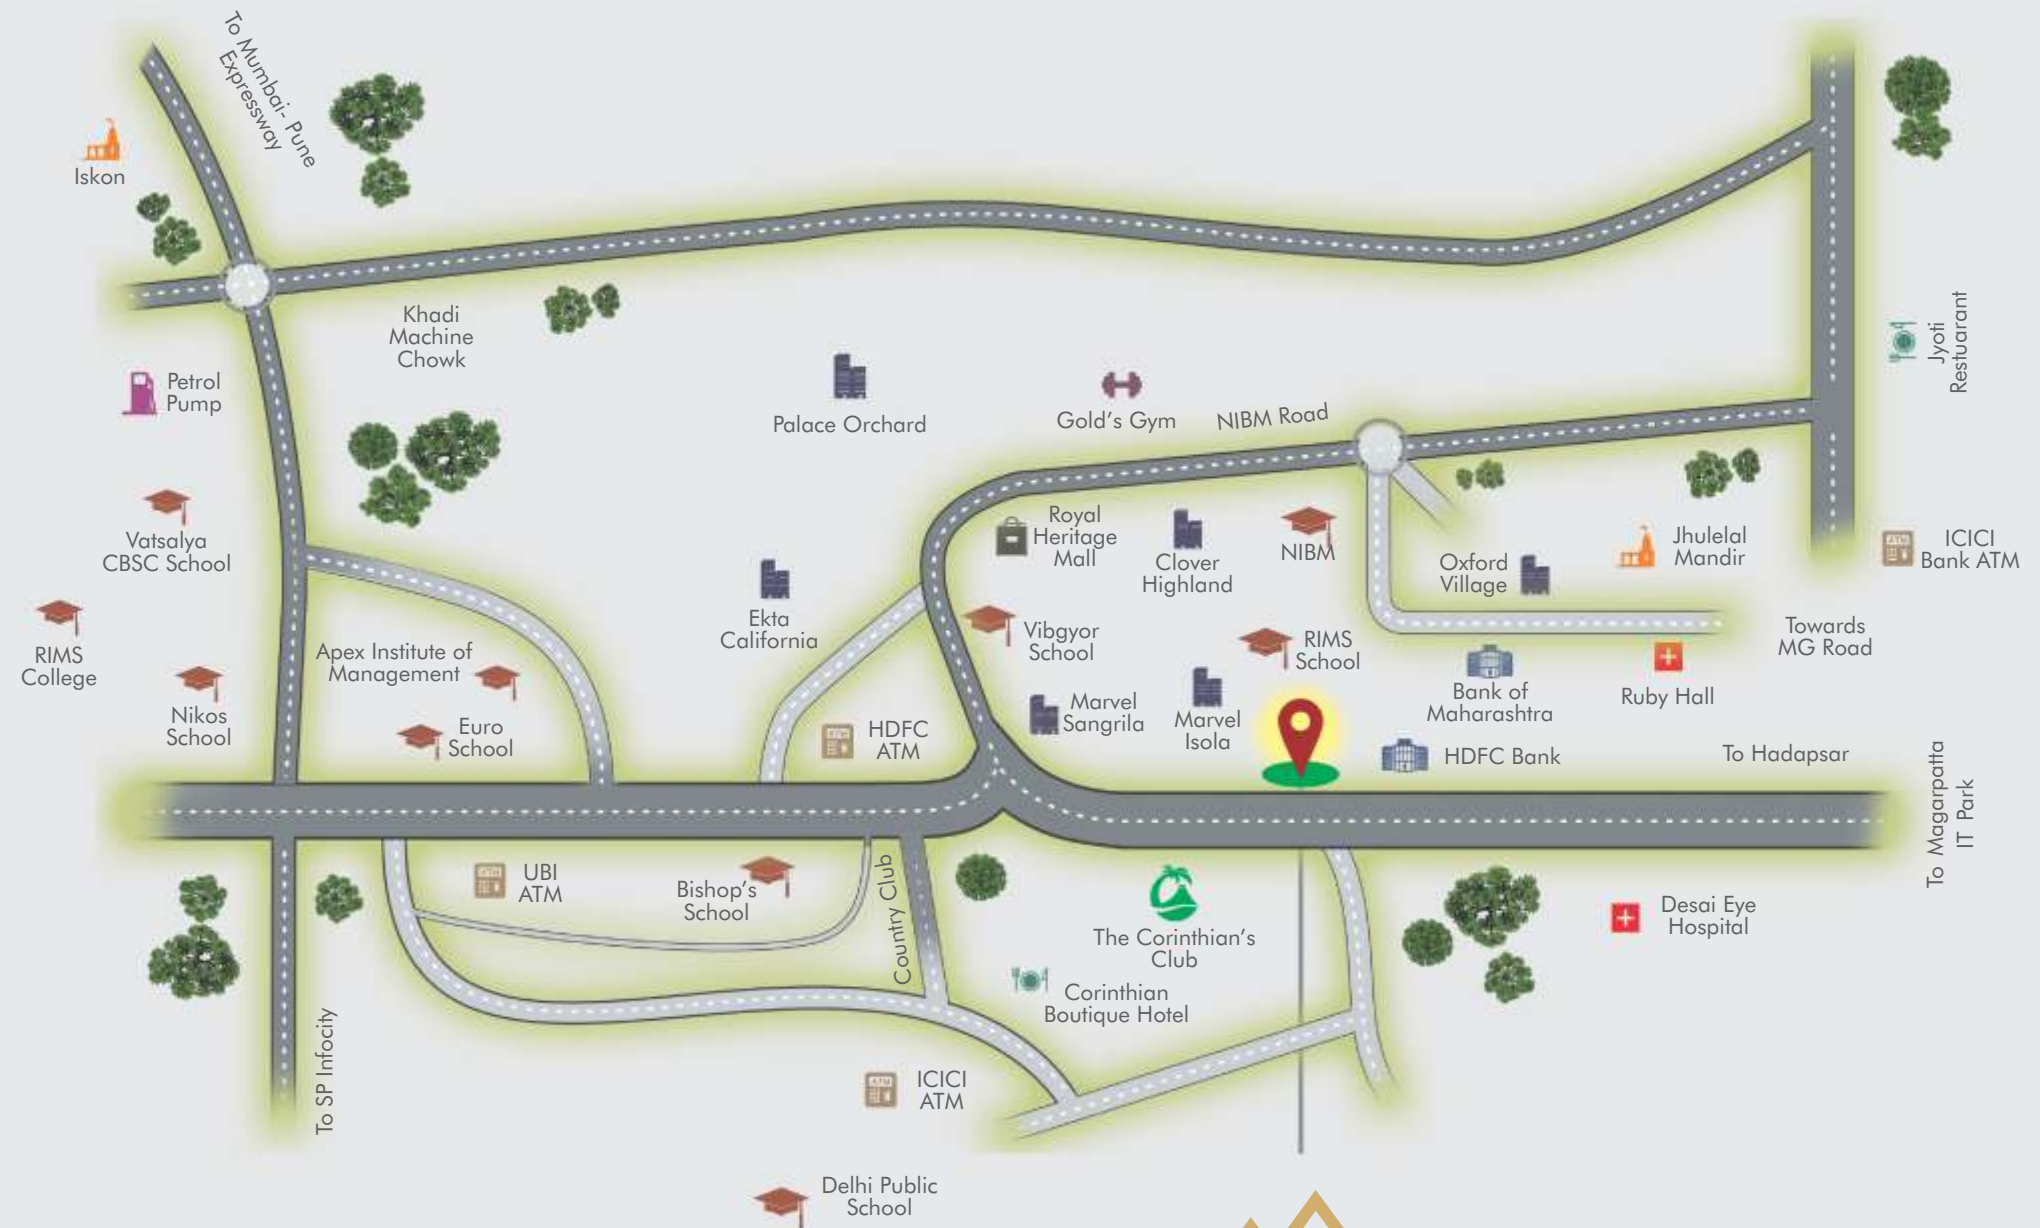 To Mumbai- Pune
Expressway
Iskon
Khadi
Machine
Chowk
Petrol
Pump
Palace Orchard
Gold's Gym
NIBM Road
Jyoti
Restuarant
Vatsalya
CBSC School
Royal
Heritage
Mall
Clover
Highland
NIBM
Oxford
Village
Jhulelal
Mandir
ICICI
Bank ATM
RIMS
College
Apex Institute of
Management
Ekta
California
Vibgyor
School
RIMS
School
Towards
MG Road
Nikos
School
Euro
School
HDFC
ATM
Marvel
Sangrila
Marvel
Isola
Bank of
Maharashtra
Ruby Hall
HDFC Bank
To Hadapsar
To Magarpatta
IT Park
UBI
ATM
Bishop's
School
Country Club
The Corinthian's
Club
Corinthian
Boutique Hotel
Desai Eye
Hospital
To SP Infocity
ICICI
ATM
Delhi Public
School